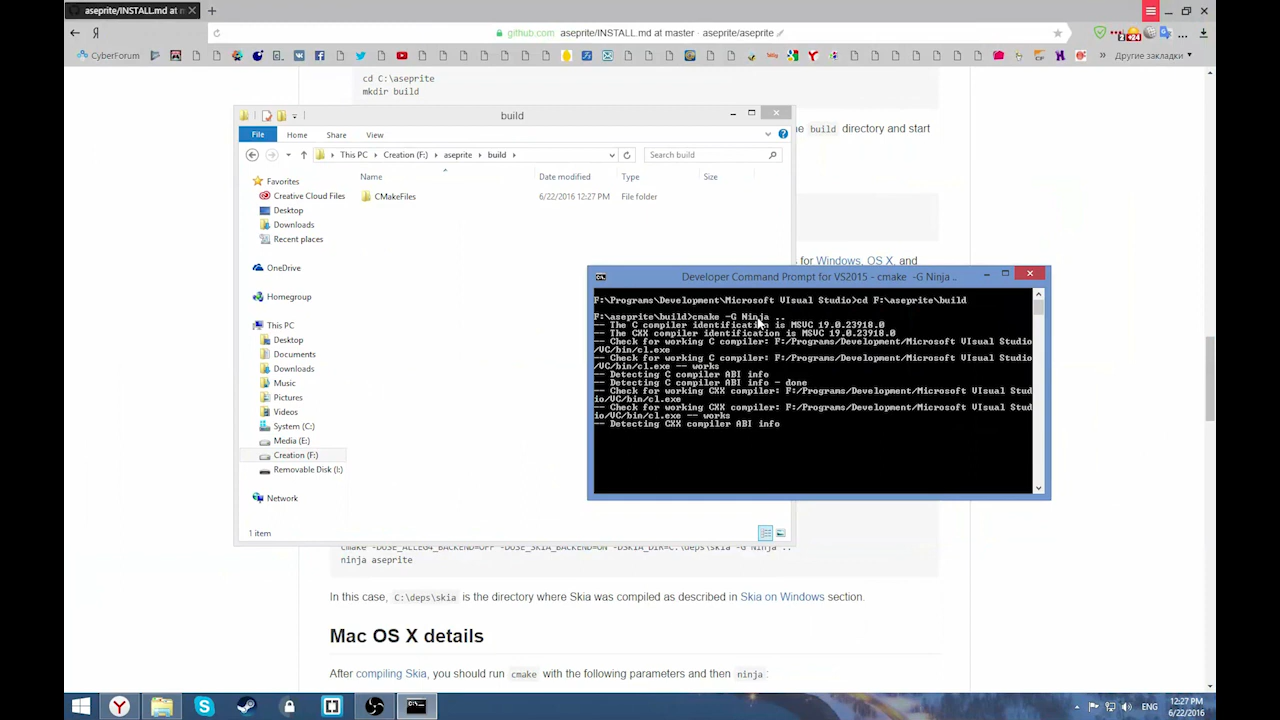 aseprite/INSTALL.md at m
github.com aseprite/INSTALL.md at master · aseprite/aseprite
CyberForum
Другие закладки
cd C:\aseprite
mkdir build
build directory and start
for Windows, OS X, and
build
File Home Share View
This PC Creation (F:) aseprite build
Search build
Name Date modified Type Size
CMakeFiles 6/22/2016 12:27 PM File folder
Favorites
Creative Cloud Files
Desktop
Downloads
Recent places
OneDrive
Homegroup
This PC
Desktop
Documents
Downloads
Music
Pictures
Videos
System (C:)
Media (E:)
Creation (F:)
Removable Disk (I:)
Network
1 item
Developer Command Prompt for VS2015 - cmake -G Ninja ..
F:\Programs\Development\Microsoft VIsual Studio>cd F:\aseprite\build
F:\aseprite\build>cmake -G Ninja ..
-- The C compiler identification is MSVC 19.0.23918.0
-- The CXX compiler identification is MSVC 19.0.23918.0
-- Check for working C compiler: F:/Programs/Development/Microsoft VIsual Studio
/VC/bin/cl.exe
-- Check for working C compiler: F:/Programs/Development/Microsoft VIsual Studio
/VC/bin/cl.exe -- works
-- Detecting C compiler ABI info
-- Detecting C compiler ABI info - done
-- Check for working CXX compiler: F:/Programs/Development/Microsoft VIsual Stud
io/VC/bin/cl.exe
-- Check for working CXX compiler: F:/Programs/Development/Microsoft VIsual Stud
io/VC/bin/cl.exe -- works
-- Detecting CXX compiler ABI info
cmake -DUSE_ALLEG4_BACKEND=OFF -DUSE_SKIA_BACKEND=ON -DSKIA_DIR=C:\deps\skia -G Ninja ..
ninja aseprite
In this case, C:\deps\skia is the directory where Skia was compiled as described in Skia on Windows section.
Mac OS X details
After compiling Skia, you should run cmake with the following parameters and then ninja:
ENG
12:27 PM
6/22/2016